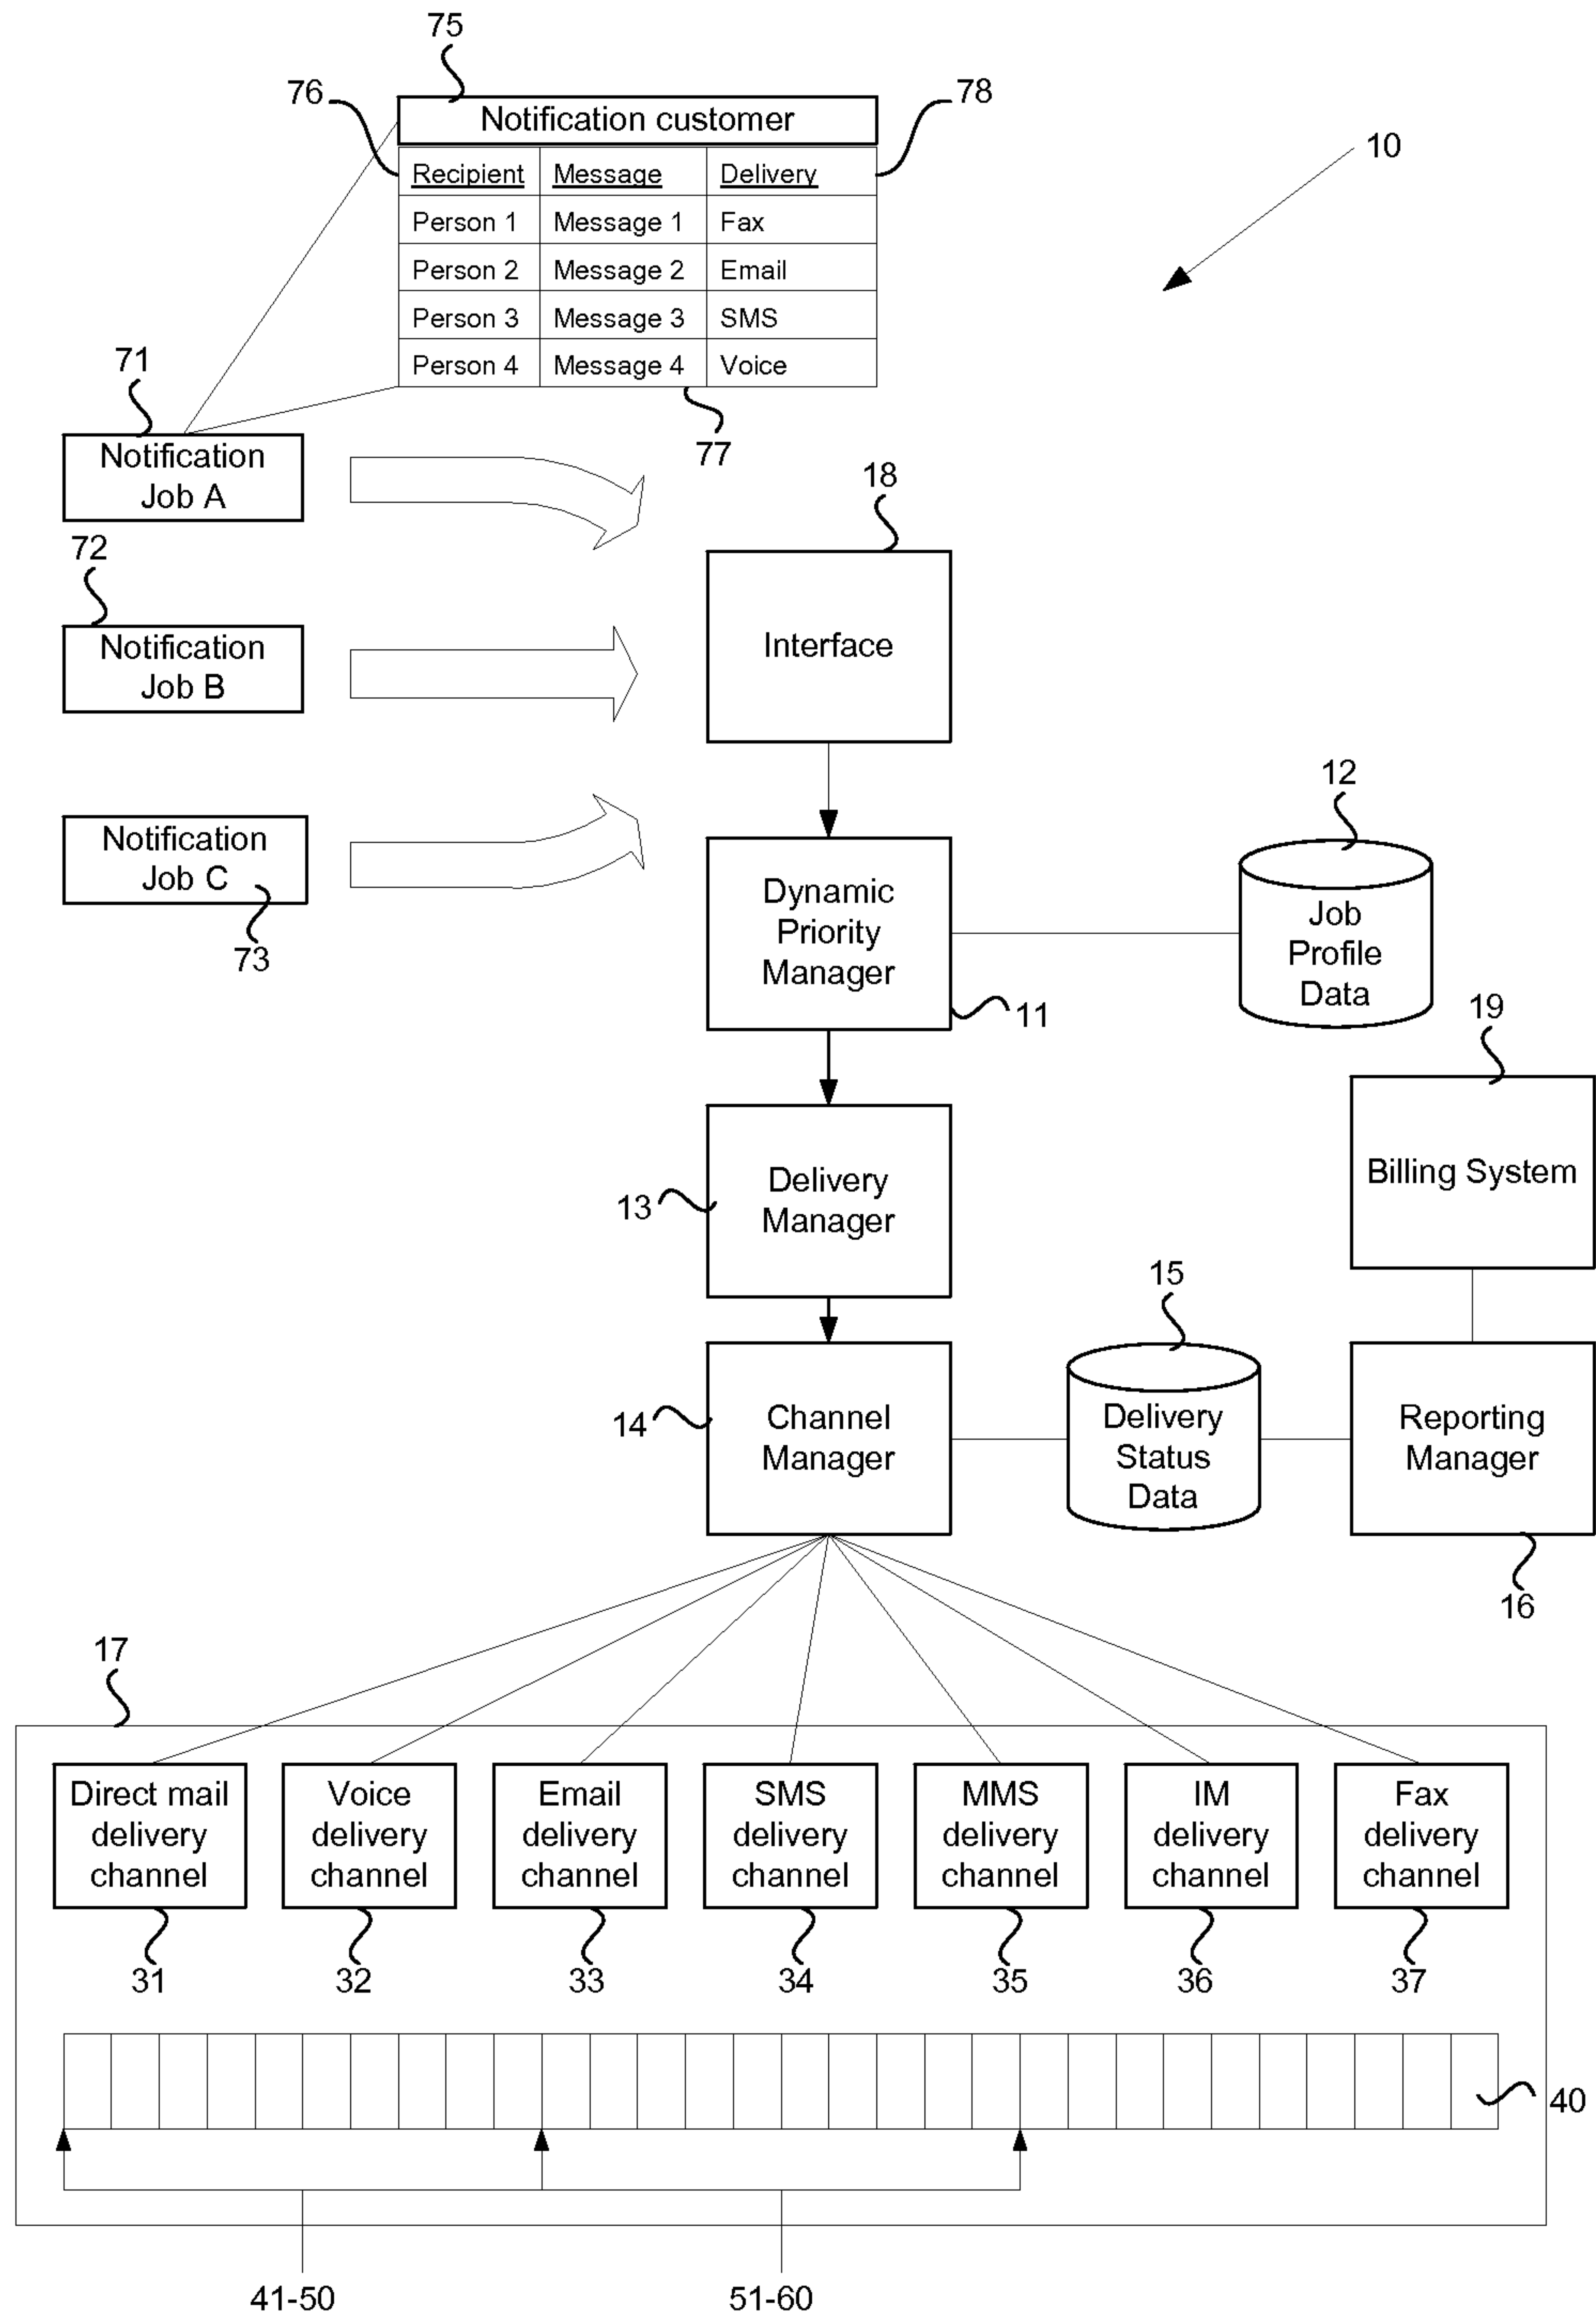 75
76
78
Notification customer
10
Recipient Message Delivery
Person 1 Message 1 Fax
Person 2 Message 2 Email
Person 3 Message 3 SMS
Person 4 Message 4 Voice
71
77
Notification
Job A
18
72
Notification
Job B
Interface
12
Notification
Job C
73
Dynamic
Priority
Manager
11
Job
Profile
Data
19
Billing System
Delivery
Manager
13
15
14
Channel
Manager
Delivery
Status
Data
Reporting
Manager
16
17
Direct mail
delivery
channel
Voice
delivery
channel
Email
delivery
channel
SMS
delivery
channel
MMS
delivery
channel
IM
delivery
channel
Fax
delivery
channel
31 32 33 34 35 36 37
40
41-50 51-60